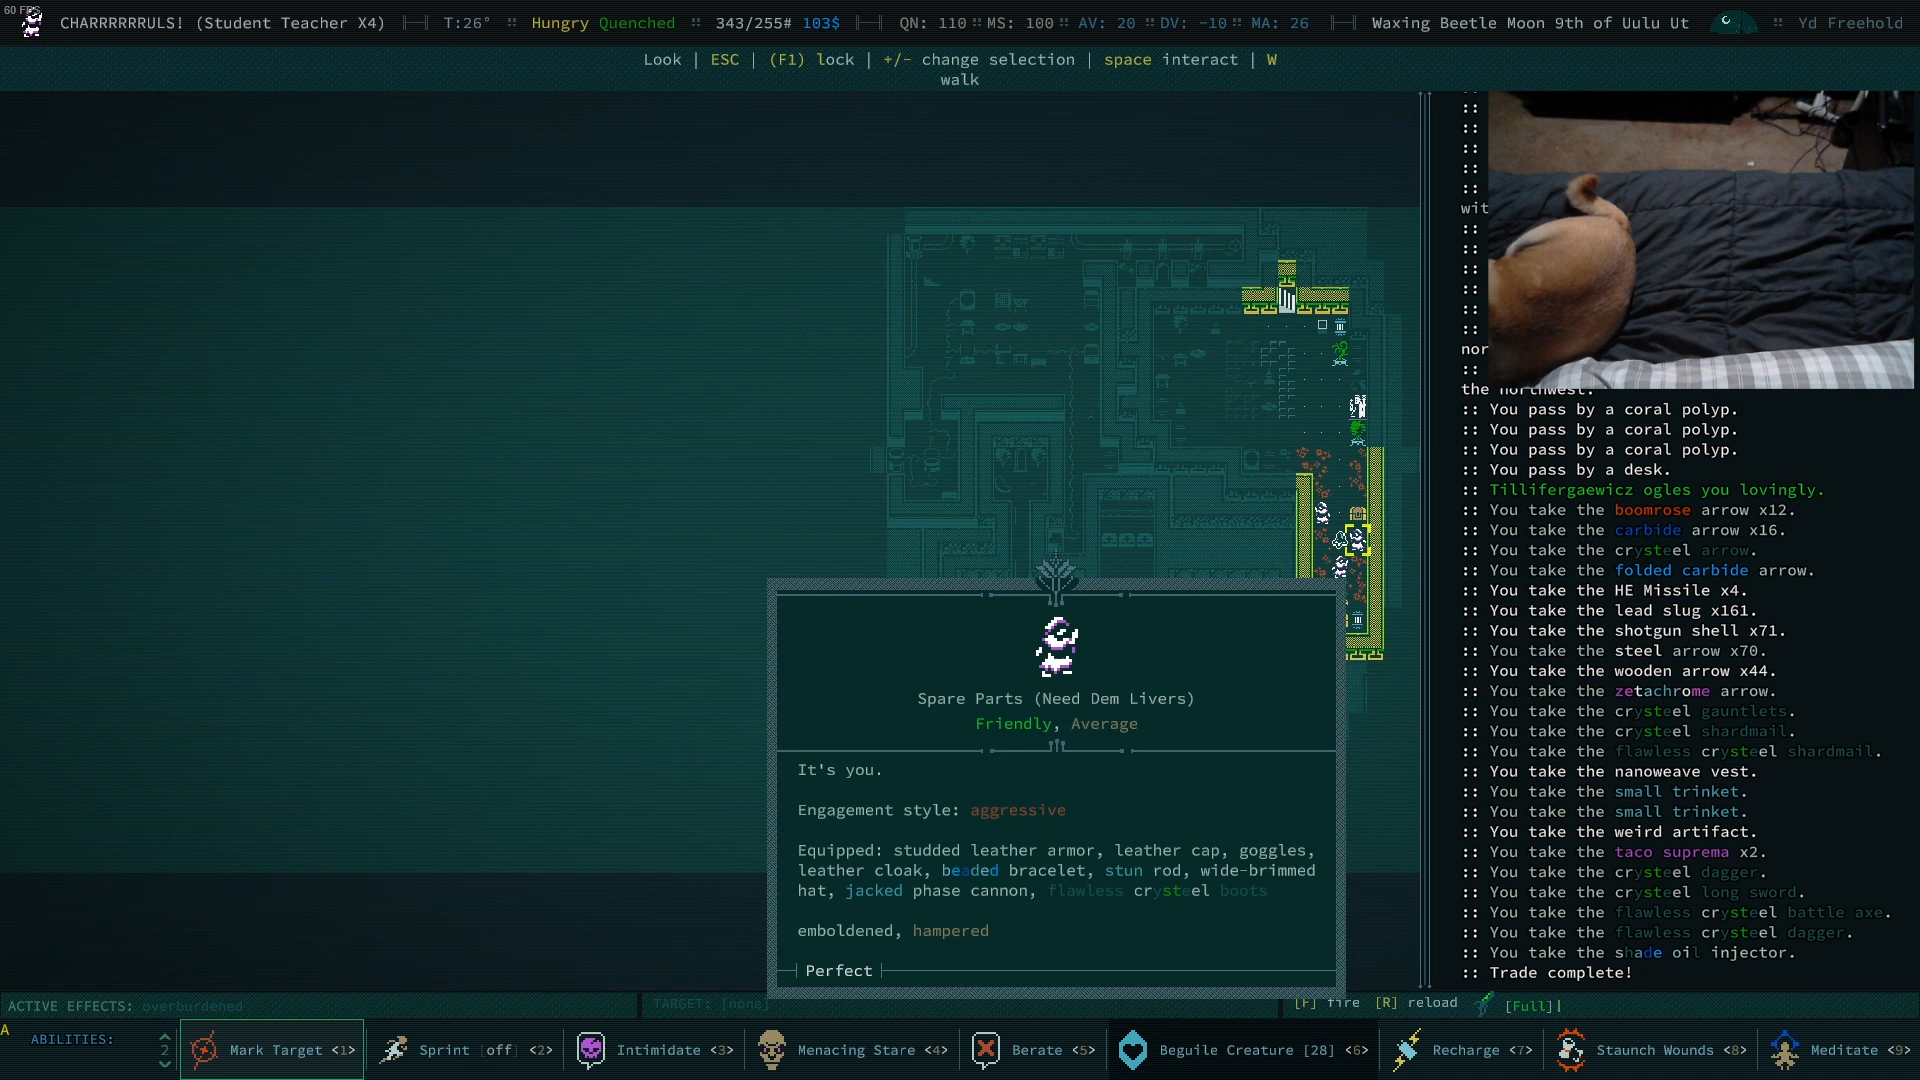 60 FPS
CHARRRRRRULS! (Student Teacher X4) T:26° :: Hungry Quenched :: 343/255# 103$ QN: 110 :: MS: 100 :: AV: 20 :: DV: -10 :: MA: 26 Waxing Beetle Moon 9th of Uulu Ut :: Yd Freehold
Look | ESC | (F1) lock | +/- change selection | space interact | W
walk
wit
nor
the northwest.
:: You pass by a coral polyp.
:: You pass by a coral polyp.
:: You pass by a coral polyp.
:: You pass by a desk.
:: Tillifergaewicz ogles you lovingly.
:: You take the boomrose arrow x12.
:: You take the carbide arrow x16.
:: You take the crysteel arrow.
:: You take the folded carbide arrow.
:: You take the HE Missile x4.
:: You take the lead slug x161.
:: You take the shotgun shell x71.
:: You take the steel arrow x70.
:: You take the wooden arrow x44.
:: You take the zetachrome arrow.
:: You take the crysteel gauntlets.
:: You take the crysteel shardmail.
:: You take the flawless crysteel shardmail.
:: You take the nanoweave vest.
:: You take the small trinket.
:: You take the small trinket.
:: You take the weird artifact.
:: You take the taco suprema x2.
:: You take the crysteel dagger.
:: You take the crysteel long sword.
:: You take the flawless crysteel battle axe.
:: You take the flawless crysteel dagger.
:: You take the shade oil injector.
:: Trade complete!
Spare Parts (Need Dem Livers)
Friendly, Average
It's you.
Engagement style: aggressive
Equipped: studded leather armor, leather cap, goggles,
leather cloak, beaded bracelet, stun rod, wide-brimmed
hat, jacked phase cannon, flawless crysteel boots
emboldened, hampered
Perfect
ACTIVE EFFECTS: overburdened TARGET: [none] [F] fire [R] reload [Full]
A ABILITIES: 2 Mark Target <1> Sprint [off] <2> Intimidate <3> Menacing Stare <4> Berate <5> Beguile Creature [28] <6> Recharge <7> Staunch Wounds <8> Meditate <9>